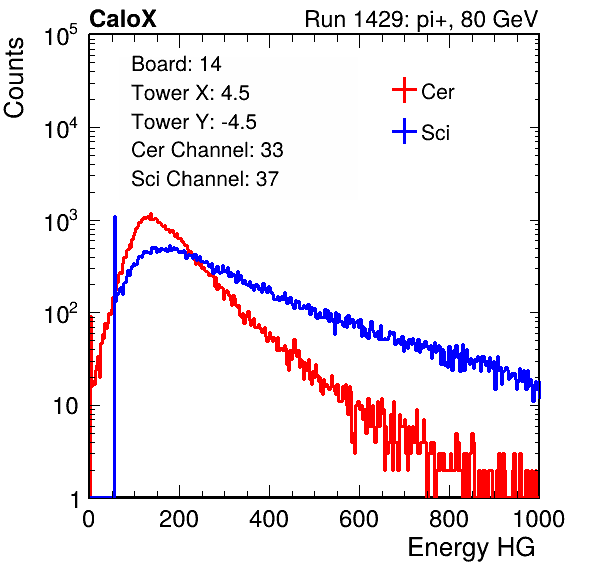 CaloX Run 1429: pi+, 80 GeV
Counts
10^5
10^4
10^3
10^2
10
1
Board: 14
Tower X: 4.5
Tower Y: -4.5
Cer Channel: 33
Sci Channel: 37
Cer
Sci
0 200 400 600 800 1000
Energy HG